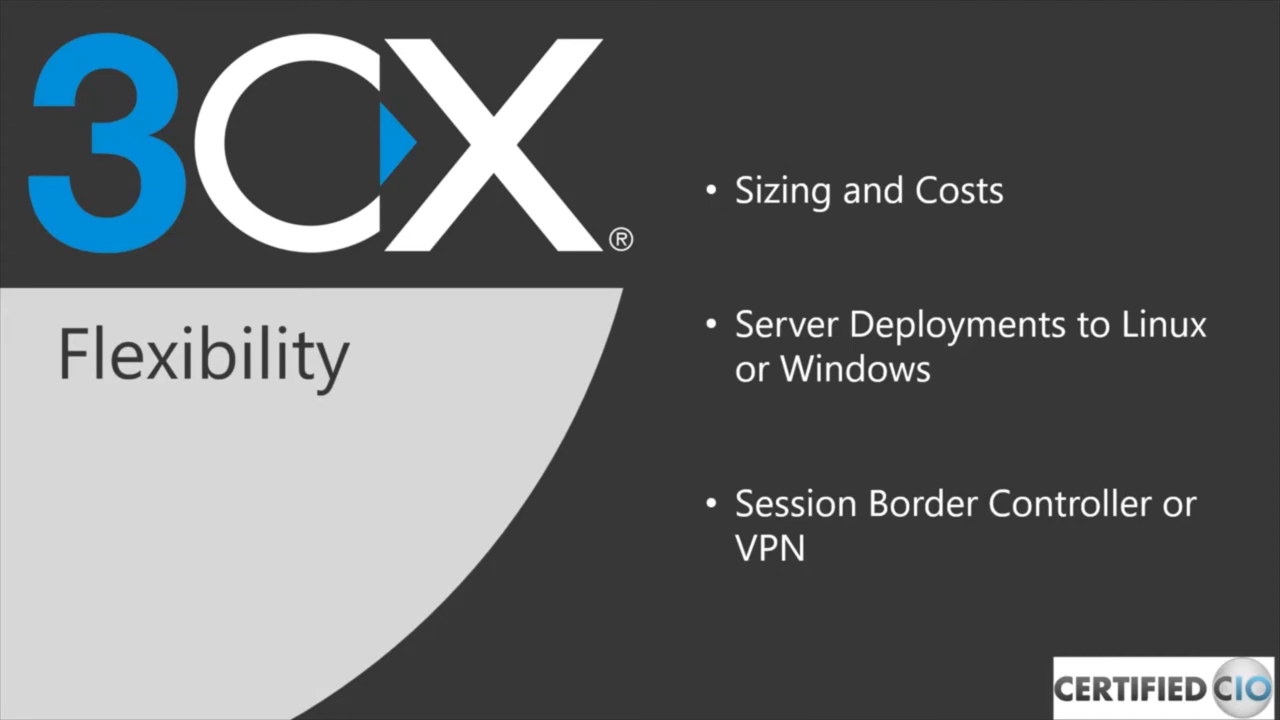 3CX®
Flexibility
• Sizing and Costs
• Server Deployments to Linux
or Windows
• Session Border Controller or
VPN
CERTIFIED CIO